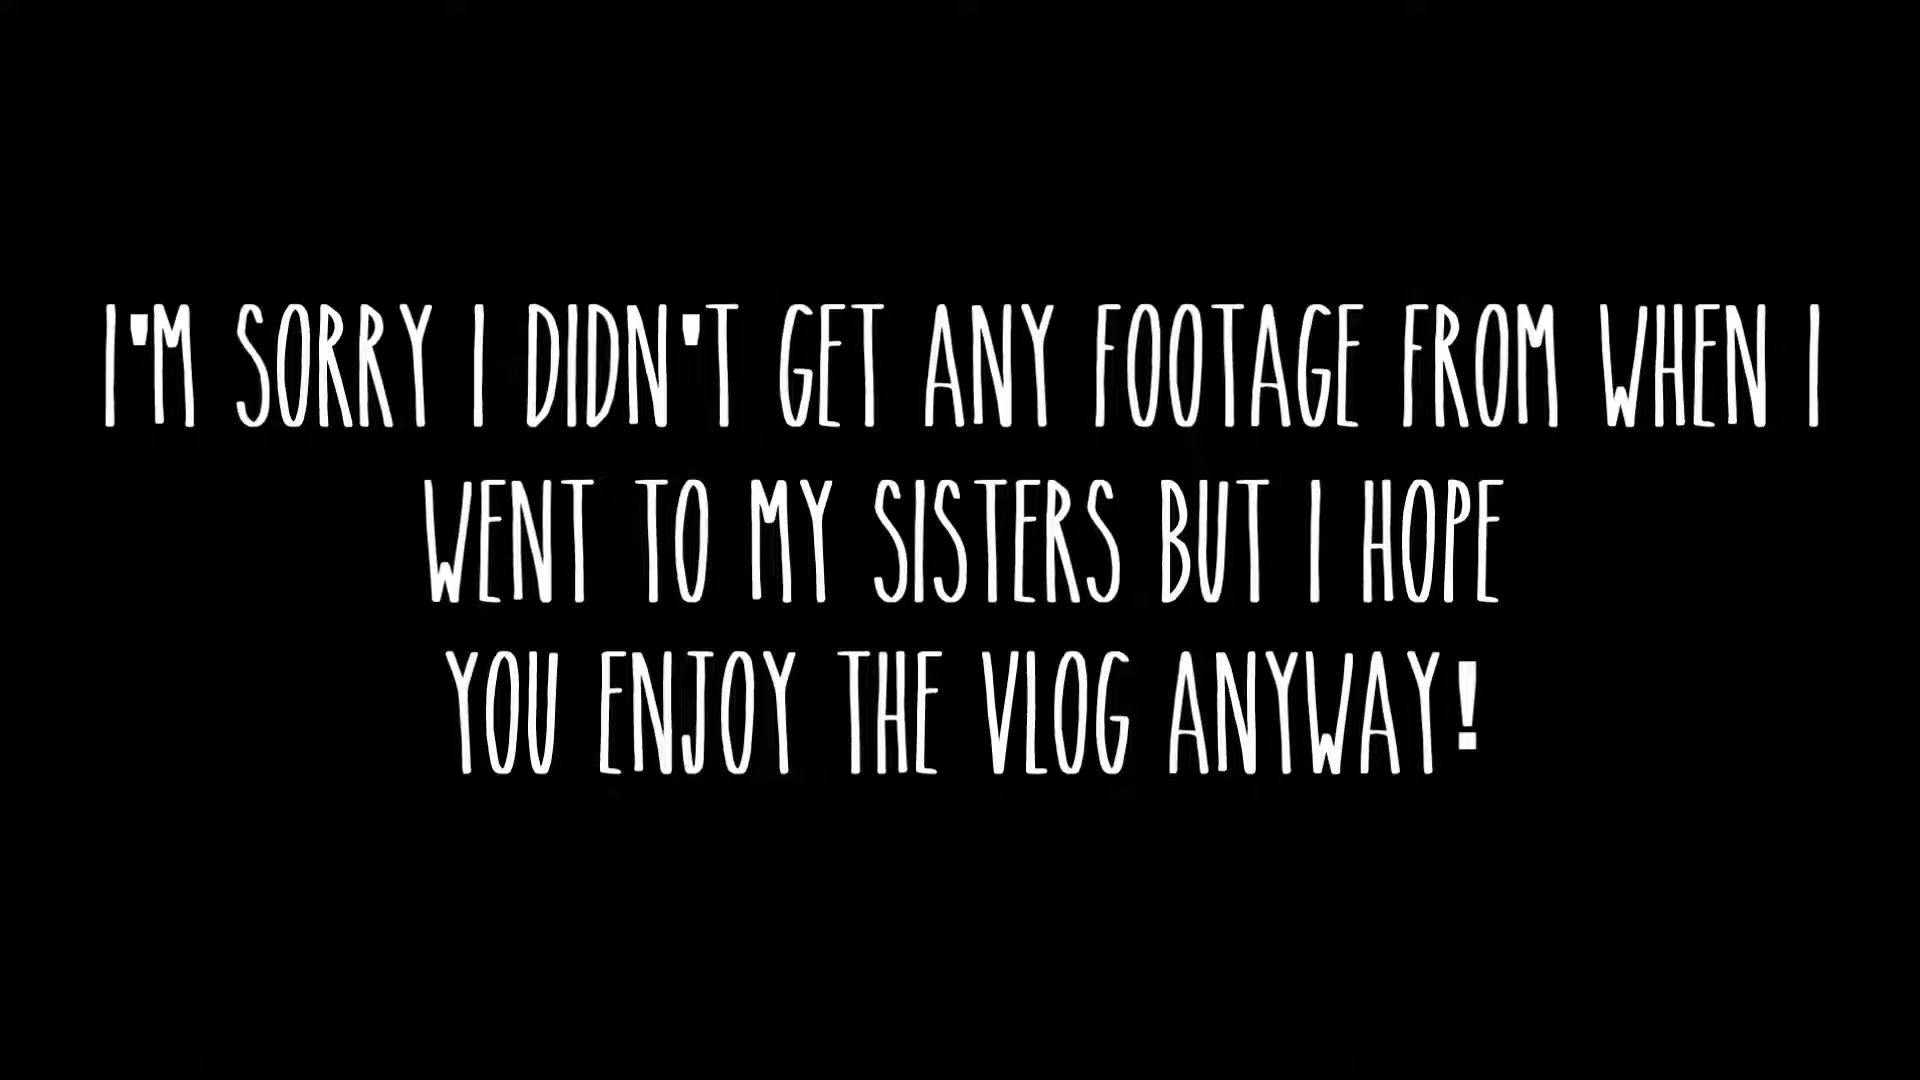 I'M SORRY I DIDN'T GET ANY FOOTAGE FROM WHEN I
WENT TO MY SISTERS BUT I HOPE
YOU ENJOY THE VLOG ANYWAY!